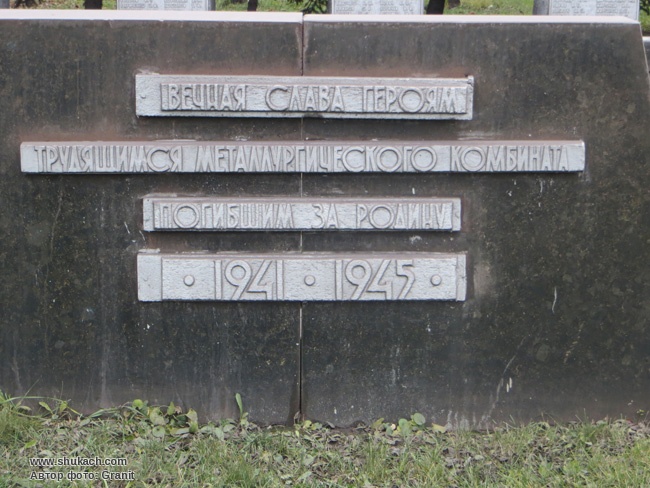 ВЕЧНАЯ СЛАВА ГЕРОЯМ
ТРУДЯЩИМСЯ МЕТАЛЛУРГИЧЕСКОГО КОМБИНАТА
ПОГИБШИМ ЗА РОДИНУ
• 1941 • 1945 •
www.shukach.com
Автор фото: Granit